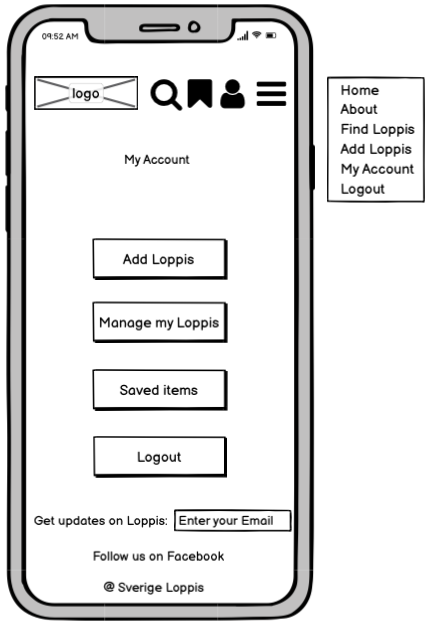 09:52 AM
logo
My Account
Add Loppis
Manage my Loppis
Saved items
Logout
Get updates on Loppis: Enter your Email
Follow us on Facebook
@ Sverige Loppis
Home
About
Find Loppis
Add Loppis
My Account
Logout